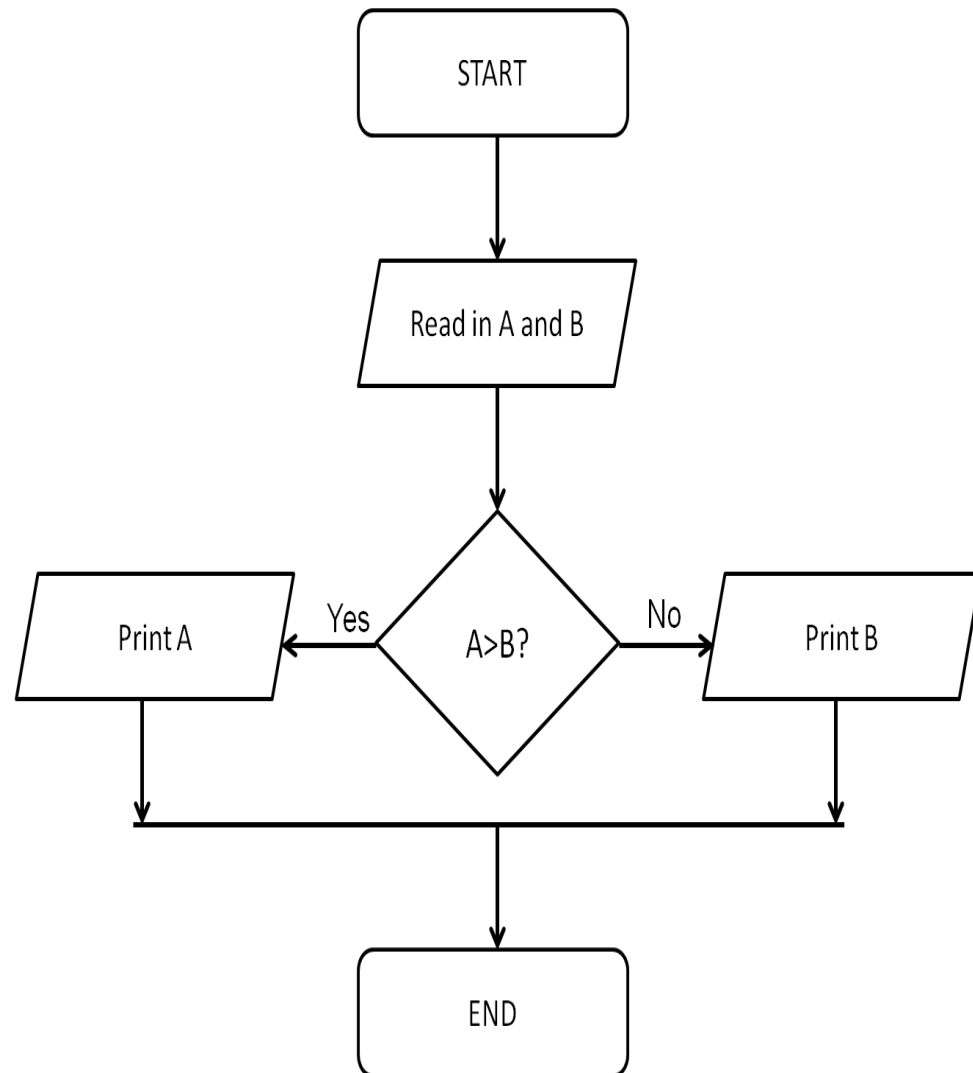 START
Read in A and B
Yes
No
Print A
A>B?
Print B
END